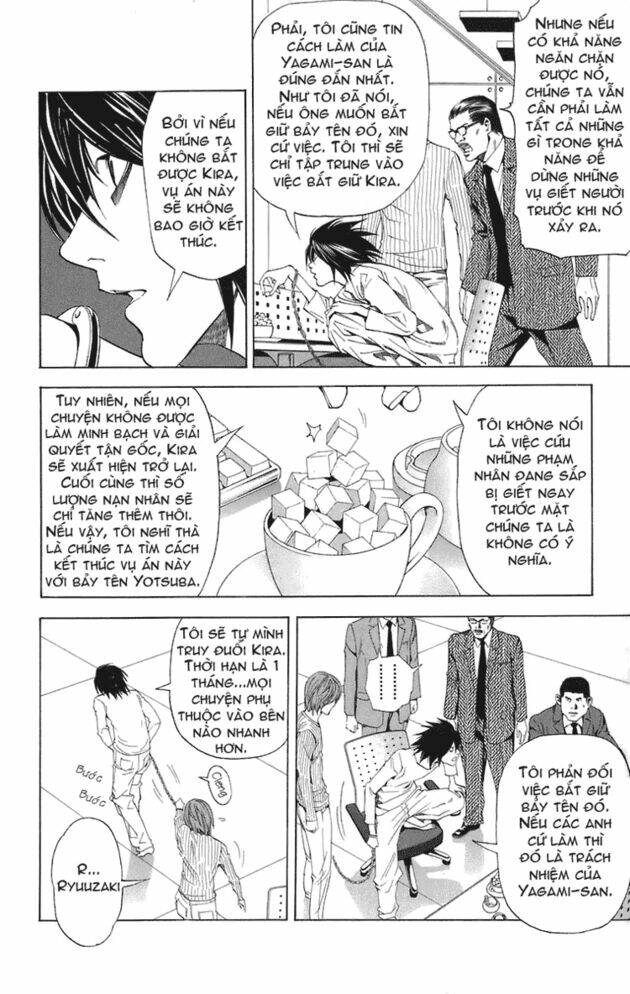 NHƯNG NẾU
CÓ KHẢ NĂNG
NGĂN CHẶN
ĐƯỢC NÓ,
CHÚNG TA VẪN
CẦN PHẢI LÀM
TẤT CẢ NHỮNG
GÌ TRONG KHẢ
NĂNG ĐỂ
DỪNG NHỮNG
VỤ GIẾT NGƯỜI
TRƯỚC KHI NÓ
XẢY RA.
PHẢI, TÔI CŨNG TIN
CÁCH LÀM CỦA
YAGAMI-SAN LÀ
ĐÚNG ĐẮN NHẤT.
NHƯ TÔI ĐÃ NÓI,
NẾU ÔNG MUỐN BẮT
GIỮ BẢY TÊN ĐÓ, XIN
CỨ VIỆC. TÔI THÌ SẼ
CHỈ TẬP TRUNG VÀO
VIỆC BẮT GIỮ KIRA.
BỞI VÌ NẾU
CHÚNG TA
KHÔNG BẮT
ĐƯỢC KIRA,
VỤ ÁN NÀY
SẼ KHÔNG
BAO GIỜ KẾT
THÚC.
TÔI KHÔNG NÓI
LÀ VIỆC CỨU
NHỮNG PHẠM
NHÂN ĐANG SẮP
BỊ GIẾT NGAY
TRƯỚC MẶT
CHÚNG TA LÀ
KHÔNG CÓ Ý
NGHĨA.
TUY NHIÊN, NẾU MỌI
CHUYỆN KHÔNG ĐƯỢC
LÀM MINH BẠCH VÀ GIẢI
QUYẾT TẬN GỐC, KIRA
SẼ XUẤT HIỆN TRỞ LẠI.
CUỐI CÙNG THÌ SỐ
LƯỢNG NẠN NHÂN SẼ
CHỈ TĂNG THÊM THÔI.
NẾU VẬY, TÔI NGHĨ THÀ
LÀ CHÚNG TA TÌM CÁCH
KẾT THÚC VỤ ÁN NÀY
VỚI BẢY TÊN YOTSUBA.
TÔI PHẢN ĐỐI
VIỆC BẮT GIỮ
BẢY TÊN ĐÓ.
NẾU CÁC ANH
CỨ LÀM THÌ
ĐÓ LÀ TRÁCH
NHIỆM CỦA
YAGAMI-SAN.
TÔI SẼ TỰ MÌNH
TRUY ĐUỔI KIRA.
THỜI HẠN LÀ 1
THÁNG...MỌI
CHUYỆN PHỤ
THUỘC VÀO BÊN
NÀO NHANH
HƠN.
Bước
Bước
Cleng
R...
RYUUZAKI